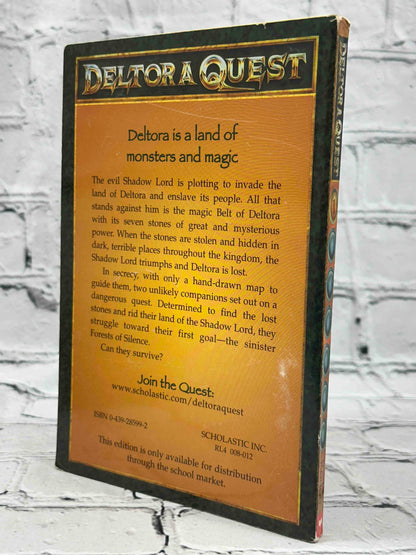 DELTORA QUEST
Deltora is a land of
monsters and magic
The evil Shadow Lord is plotting to invade the
land of Deltora and enslave its people. All that
stands against him is the magic Belt of Deltora
with its seven stones of great and mysterious
power. When the stones are stolen and hidden in
dark, terrible places throughout the kingdom, the
Shadow Lord triumphs and Deltora is lost.
In secrecy, with only a hand-drawn map to
guide them, two unlikely companions set out on a
dangerous quest. Determined to find the lost
stones and rid their land of the Shadow Lord, they
struggle toward their first goal—the sinister
Forests of Silence.
Can they survive?
Join the Quest:
www.scholastic.com/deltoraquest
ISBN 0-439-28599-2
SCHOLASTIC INC.
RL4 008-012
This edition is only available for distribution
through the school market.
DELTORA QUEST